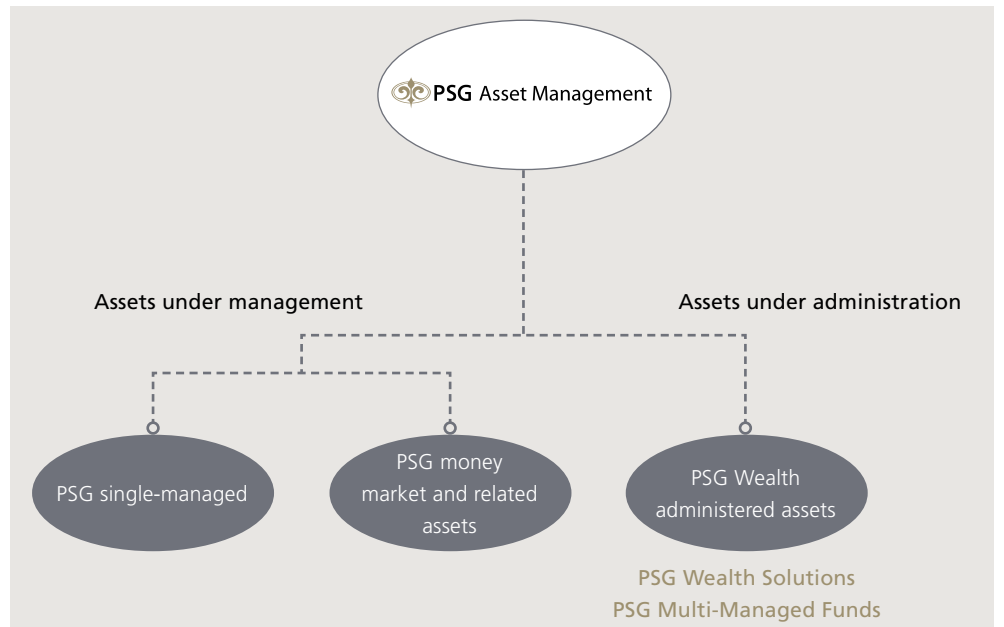 PSG Asset Management
Assets under management
Assets under administration
PSG single-managed
PSG money
market and related
assets
PSG Wealth
administered assets
PSG Wealth Solutions
PSG Multi-Managed Funds